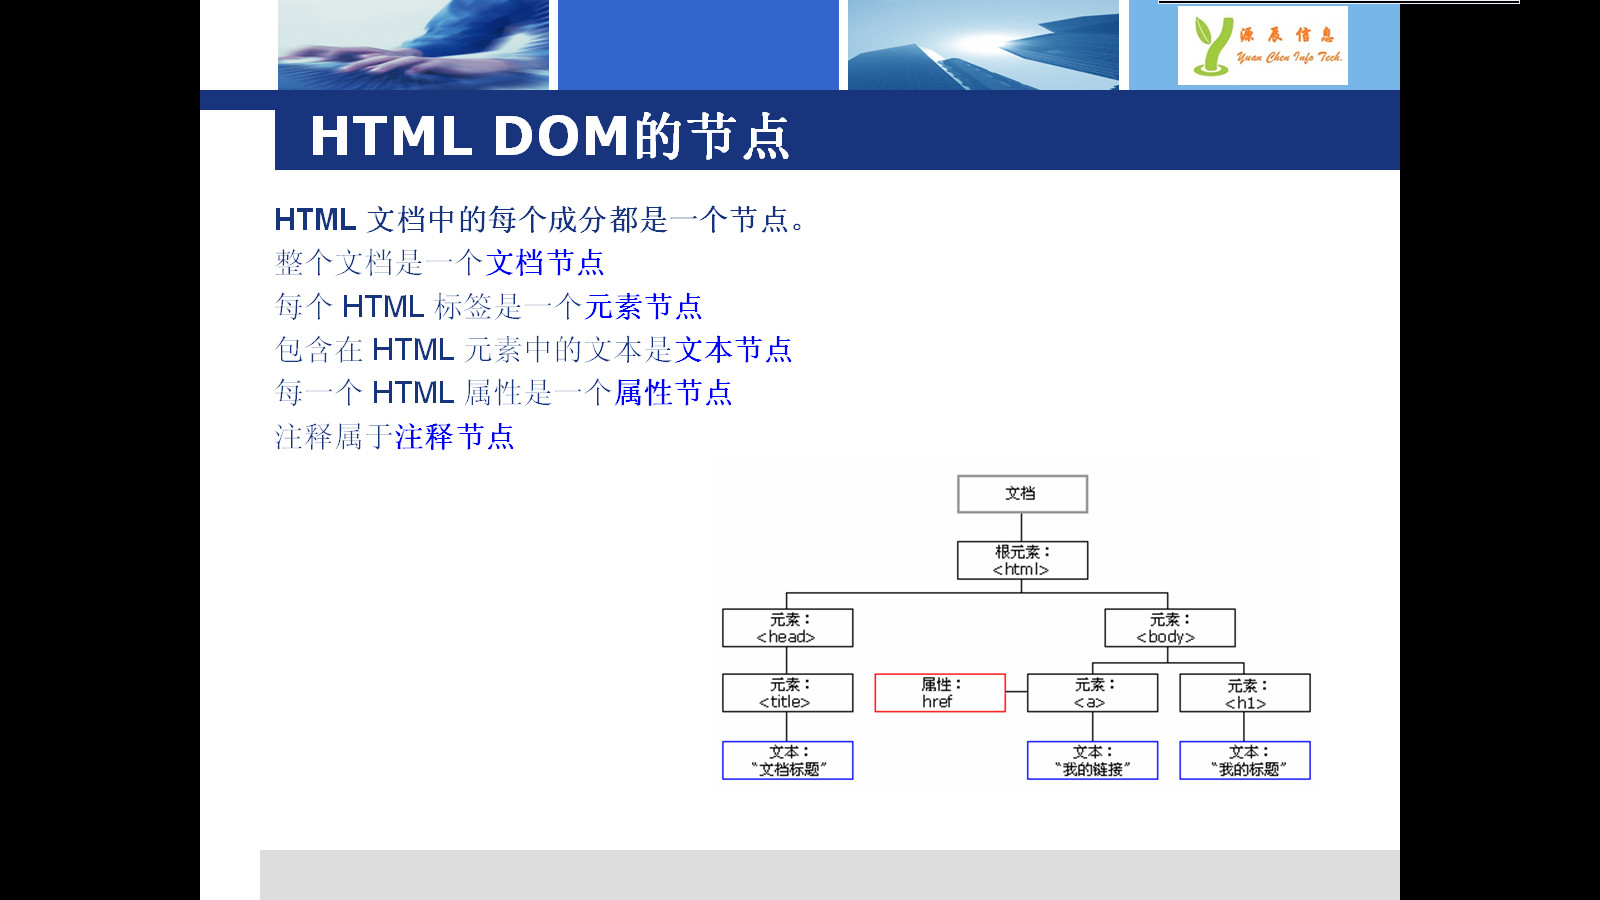 源辰信息
Yuan Chen Info Tech.
HTML DOM的节点
HTML 文档中的每个成分都是一个节点。
整个文档是一个文档节点
每个 HTML 标签是一个元素节点
包含在 HTML 元素中的文本是文本节点
每一个 HTML 属性是一个属性节点
注释属于注释节点
文档
根元素：
<html>
元素：
<head>
元素：
<body>
元素：
<title>
属性：
href
元素：
<a>
元素：
<h1>
文本：
“文档标题”
文本：
“我的链接”
文本：
“我的标题”